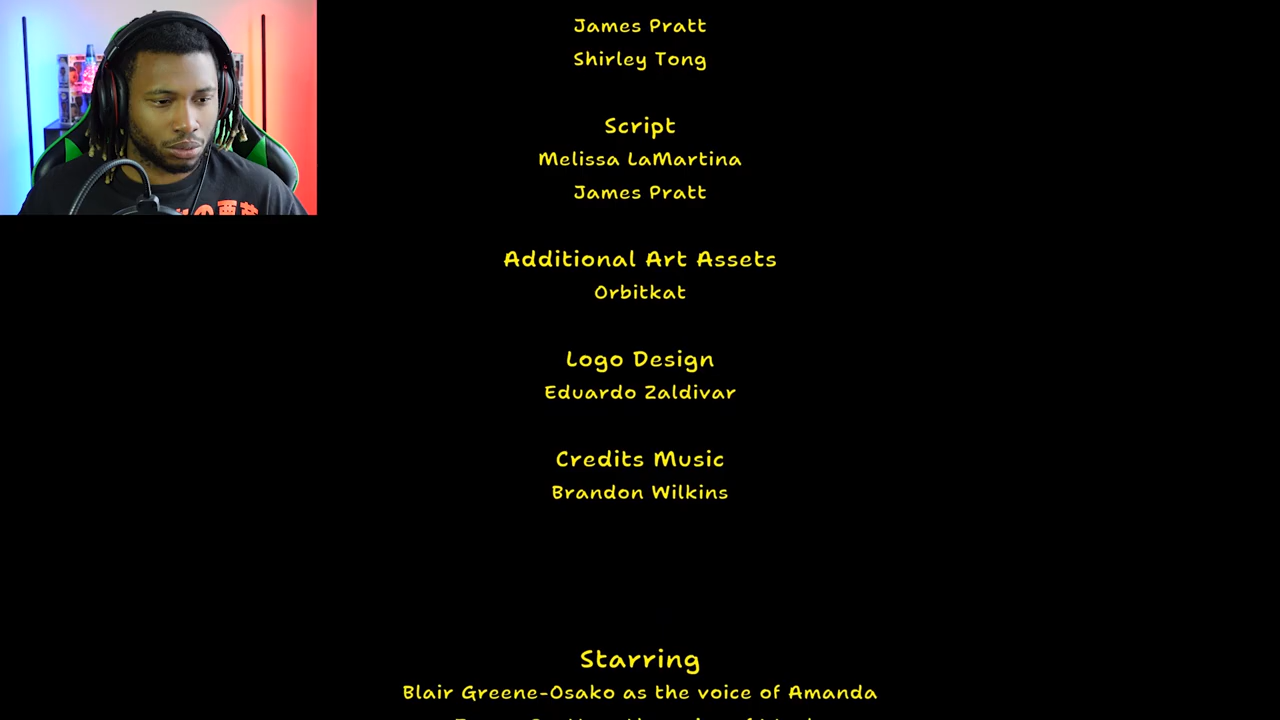 James Pratt
Shirley Tong
Script
Melissa LaMartina
James Pratt
Additional Art Assets
Orbitkat
Logo Design
Eduardo Zaldivar
Credits Music
Brandon Wilkins
Starring
Blair Greene-Osako as the voice of Amanda